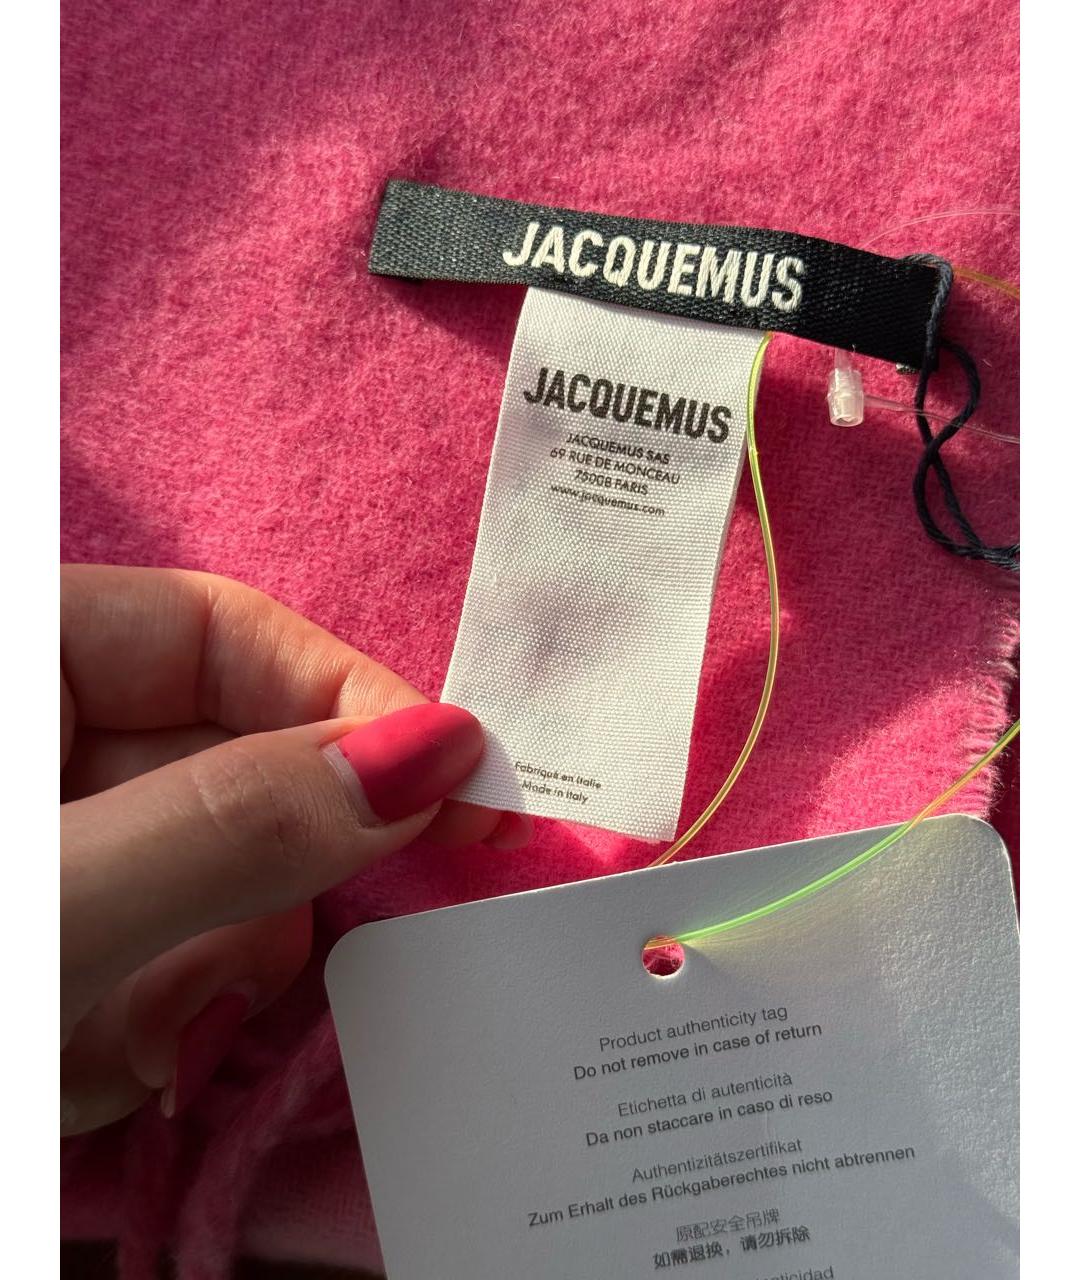 JACQUEMUS
JACQUEMUS
JACQUEMUS SAS
69 RUE DE MONCEAU
75008 PARIS
www.jacquemus.com
Fabriqué en Italie
Made in Italy
Product authenticity tag
Do not remove in case of return
Etichetta di autenticità
Da non staccare in caso di reso
Authentizitätszertifikat
Zum Erhalt des Rückgaberechtes nicht abtrennen
原配安全吊牌
如需退换，请勿拆除